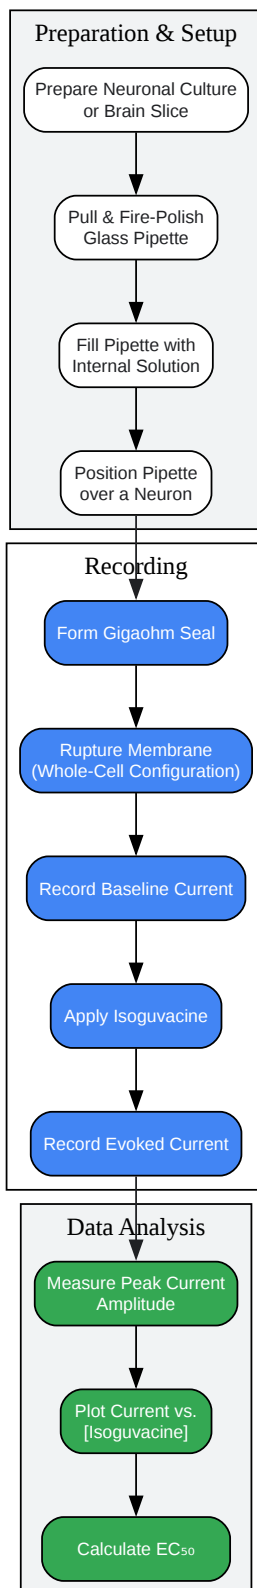 Preparation & Setup
Prepare Neuronal Culture
or Brain Slice
Pull & Fire-Polish
Glass Pipette
Fill Pipette with
Internal Solution
Position Pipette
over a Neuron
Recording
Form Gigaohm Seal
Rupture Membrane
(Whole-Cell Configuration)
Record Baseline Current
Apply Isoguvacine
Record Evoked Current
Data Analysis
Measure Peak Current
Amplitude
Plot Current vs.
[Isoguvacine]
Calculate EC₅₀